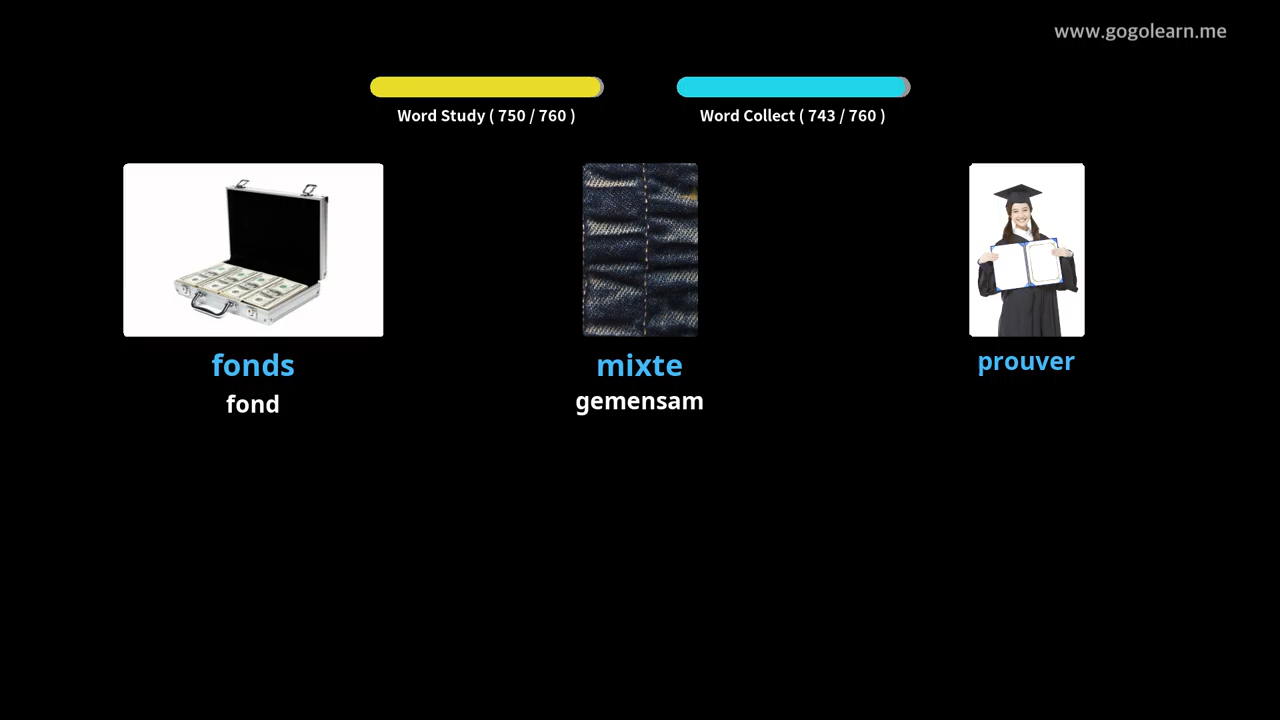 www.gogolearn.me
Word Study ( 750 / 760 )
Word Collect ( 743 / 760 )
fonds
fond
mixte
gemensam
prouver